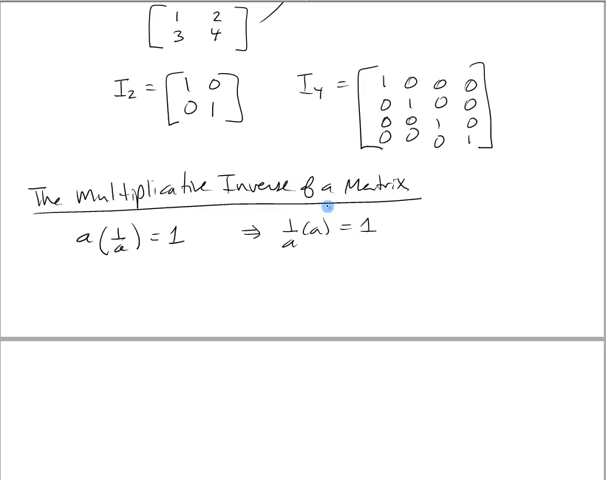 [1 2
3 4]
I₂ = [1 0
0 1]
I₄ = [1 0 0 0
0 1 0 0
0 0 1 0
0 0 0 1]
The Multiplicative Inverse of a Matrix
a(1/a) = 1 ⇒ 1/a(a) = 1